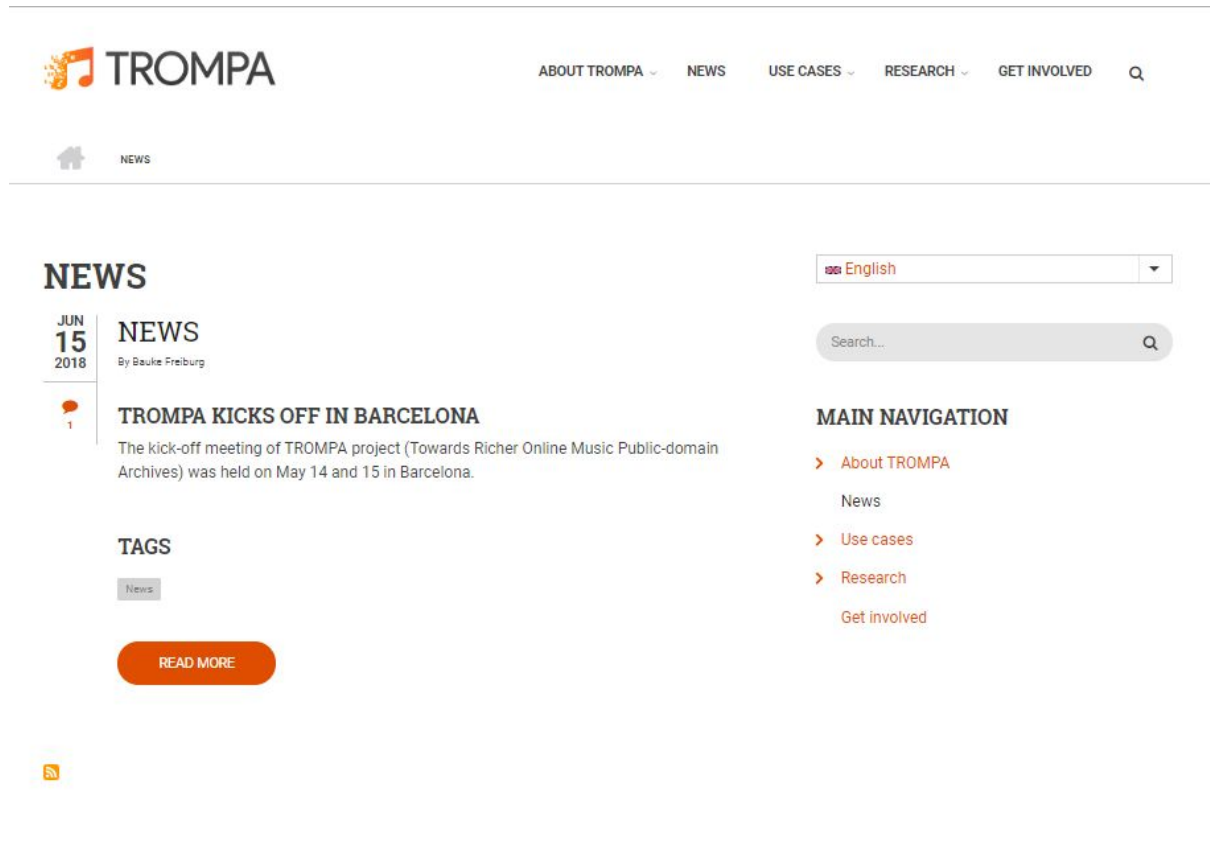 TROMPA
ABOUT TROMPA NEWS USE CASES RESEARCH GET INVOLVED
NEWS
NEWS
JUN
15
2018
1
NEWS
By Bauke Freiburg
TROMPA KICKS OFF IN BARCELONA
The kick-off meeting of TROMPA project (Towards Richer Online Music Public-domain
Archives) was held on May 14 and 15 in Barcelona.
TAGS
News
READ MORE
English
Search...
MAIN NAVIGATION
About TROMPA
News
Use cases
Research
Get involved